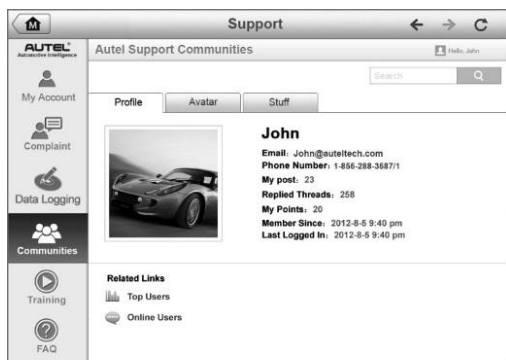 M
Support
AUTEL
Automotive Intelligence
Autel Support Communities
Hello, John
Search
My Account
Profile
Avatar
Stuff
John
Email: John@auteltech.com
Phone Number: 1-856-288-3587/1
My post: 23
Replied Threads: 258
My Points: 20
Member Since: 2012-8-5 9:40 pm
Last Logged In: 2012-8-5 9:40 pm
Complaint
Data Logging
Communities
Training
FAQ
Related Links
Top Users
Online Users